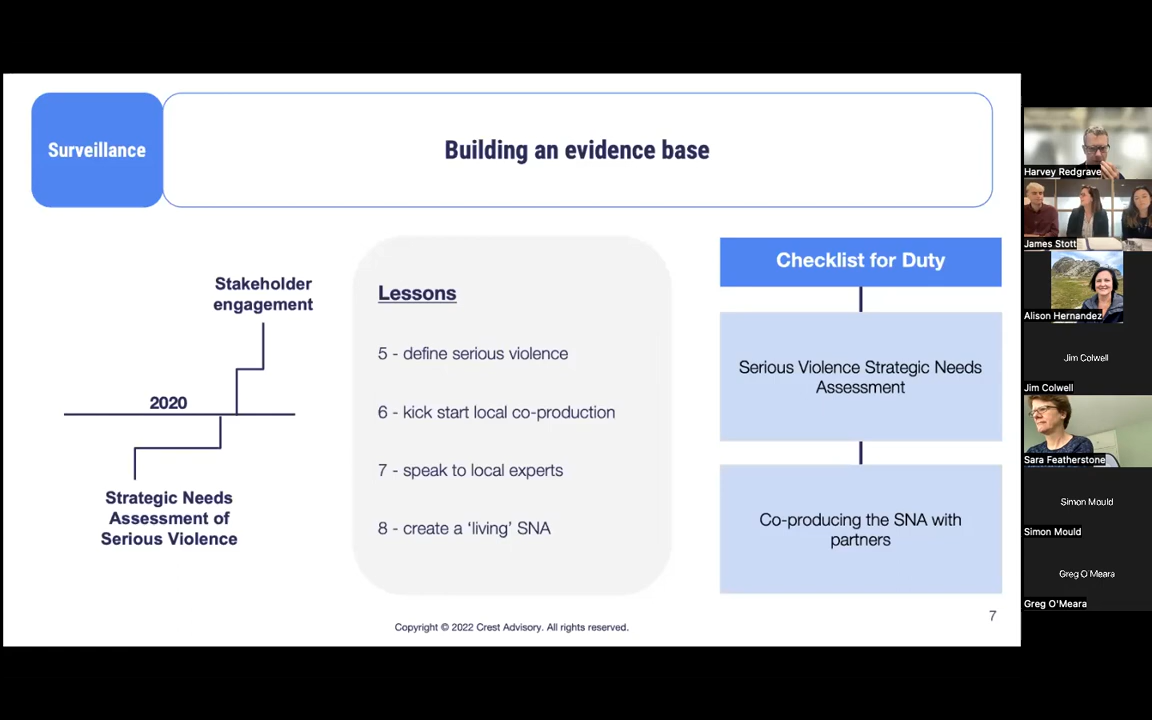 Surveillance
Building an evidence base
Stakeholder
engagement
2020
Strategic Needs
Assessment of
Serious Violence
Lessons
5 - define serious violence
6 - kick start local co-production
7 - speak to local experts
8 - create a ‘living’ SNA
Checklist for Duty
Serious Violence Strategic Needs
Assessment
Co-producing the SNA with
partners
Copyright © 2022 Crest Advisory. All rights reserved.
7
Harvey Redgrave
James Stott
Alison Hernandez
Jim Colwell
Jim Colwell
Sara Featherstone
Simon Mould
Simon Mould
Greg O'Meara
Greg O'Meara